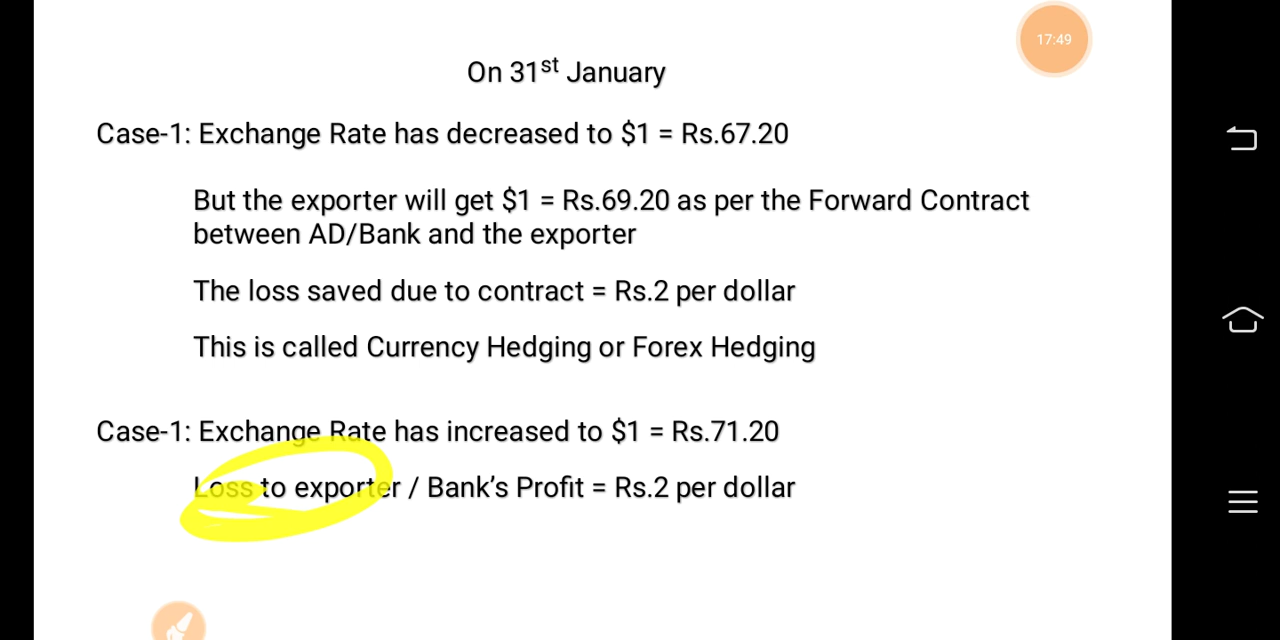 17:49
On 31st January
Case-1: Exchange Rate has decreased to $1 = Rs.67.20
But the exporter will get $1 = Rs.69.20 as per the Forward Contract
between AD/Bank and the exporter
The loss saved due to contract = Rs.2 per dollar
This is called Currency Hedging or Forex Hedging
Case-1: Exchange Rate has increased to $1 = Rs.71.20
Loss to exporter / Bank’s Profit = Rs.2 per dollar